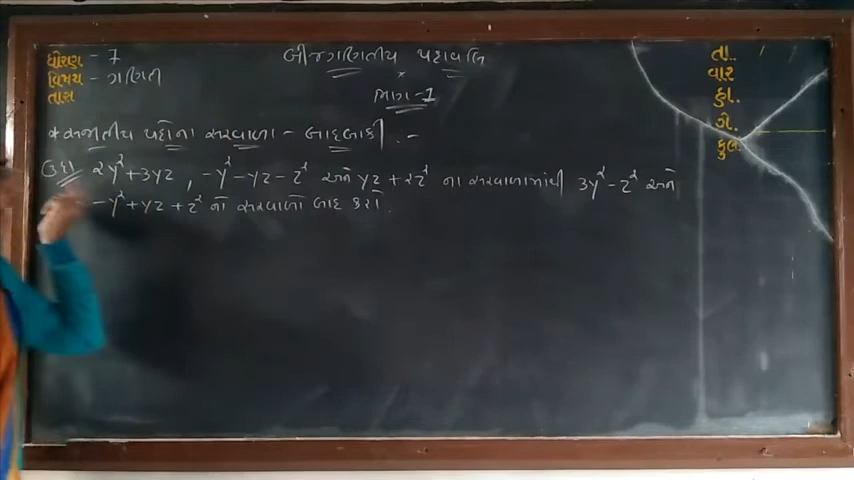 ધોરણ - 7
વિષય - ગણિત
તાસ
બીજગણિતીય પદાવલિ
ભાગ-1
તા..
વાર
હા..
ગે.
કુલ
* સજાતીય પદોના સરવાળા - બાદબાકી :-
ઉદા 2y² + 3yz , -y² - yz - z² અને yz + 2z² ના સરવાળામાંથી 3y² - z² અને
-y² + yz + z² નો સરવાળો બાદ કરો.